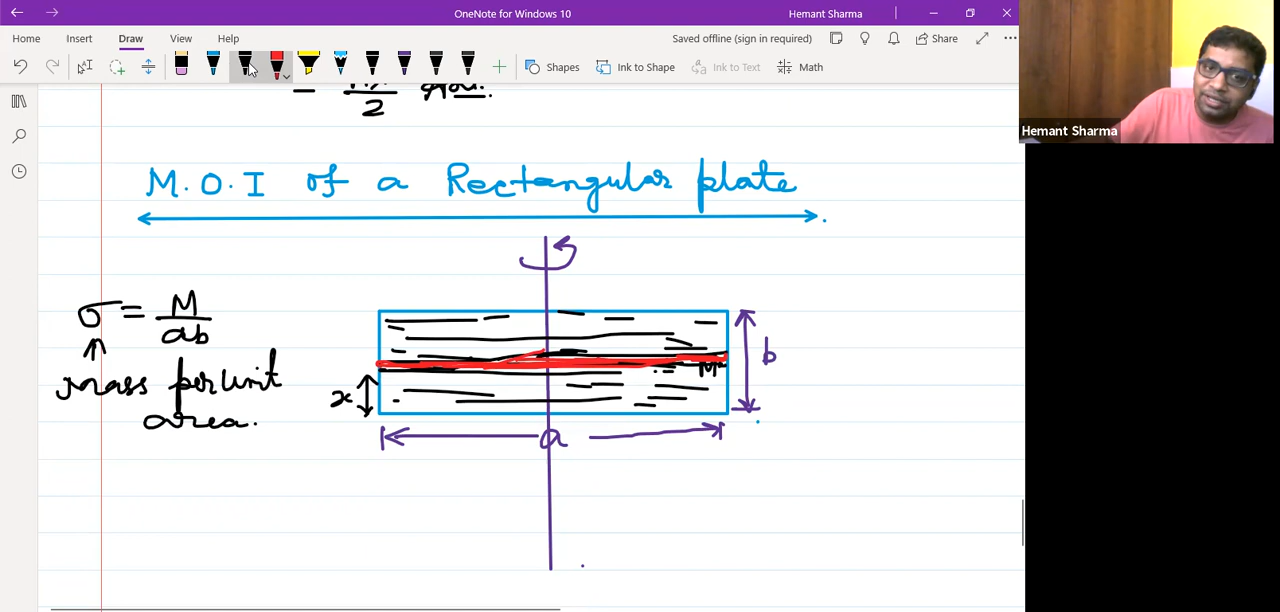 OneNote for Windows 10
Hemant Sharma
Home Insert Draw View Help
Saved offline (sign in required)
Share
Shapes
Ink to Shape
Ink to Text
Math
=
2
M.O.I of a Rectangular plate
σ = M
ab
mass per unit
area.
M
b
x
a
Hemant Sharma